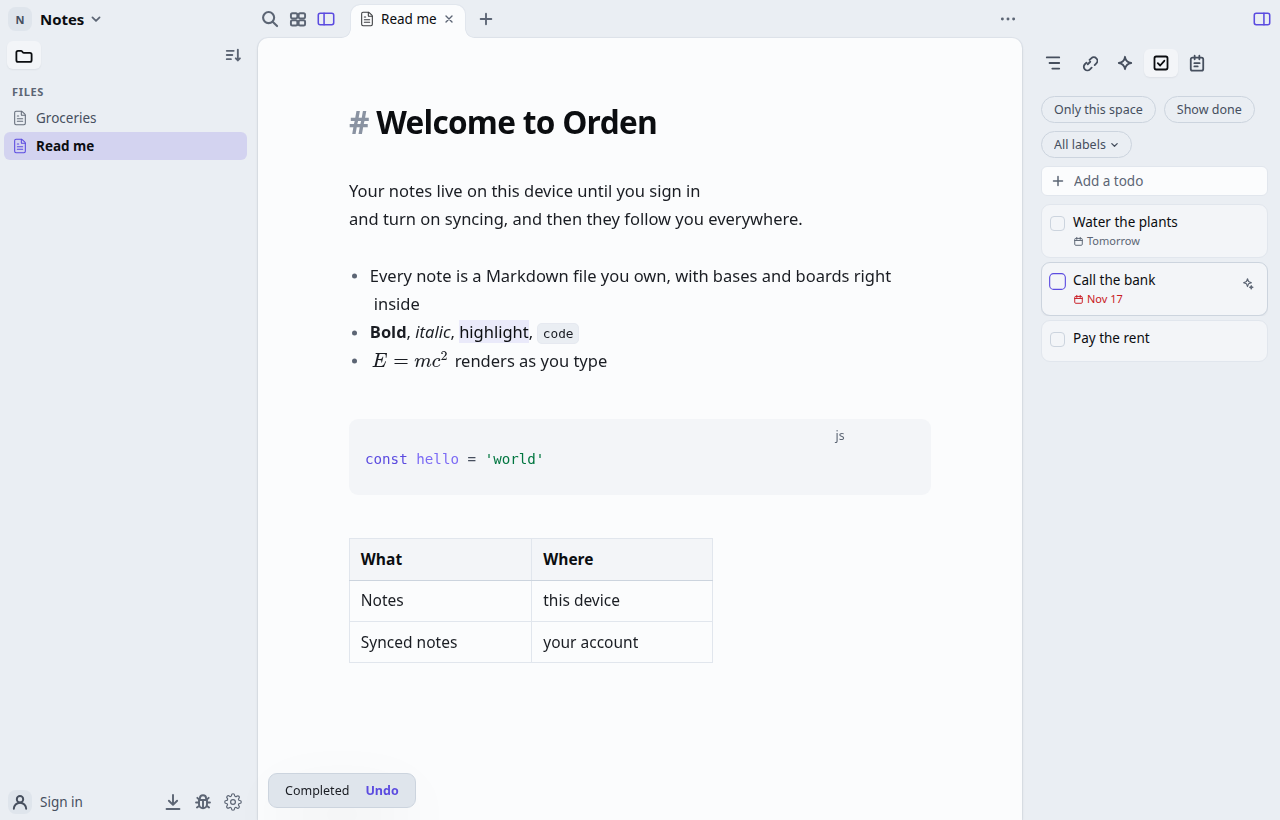 N Notes
Read me
FILES
Groceries
Read me
# Welcome to Orden
Your notes live on this device until you sign in
and turn on syncing, and then they follow you everywhere.
• Every note is a Markdown file you own, with bases and boards right
inside
• Bold, italic, highlight, code
• E = mc² renders as you type
js
const hello = 'world'
What Where
Notes this device
Synced notes your account
Completed Undo
Sign in
Only this space Show done
All labels
Add a todo
Water the plants
Tomorrow
Call the bank
Nov 17
Pay the rent